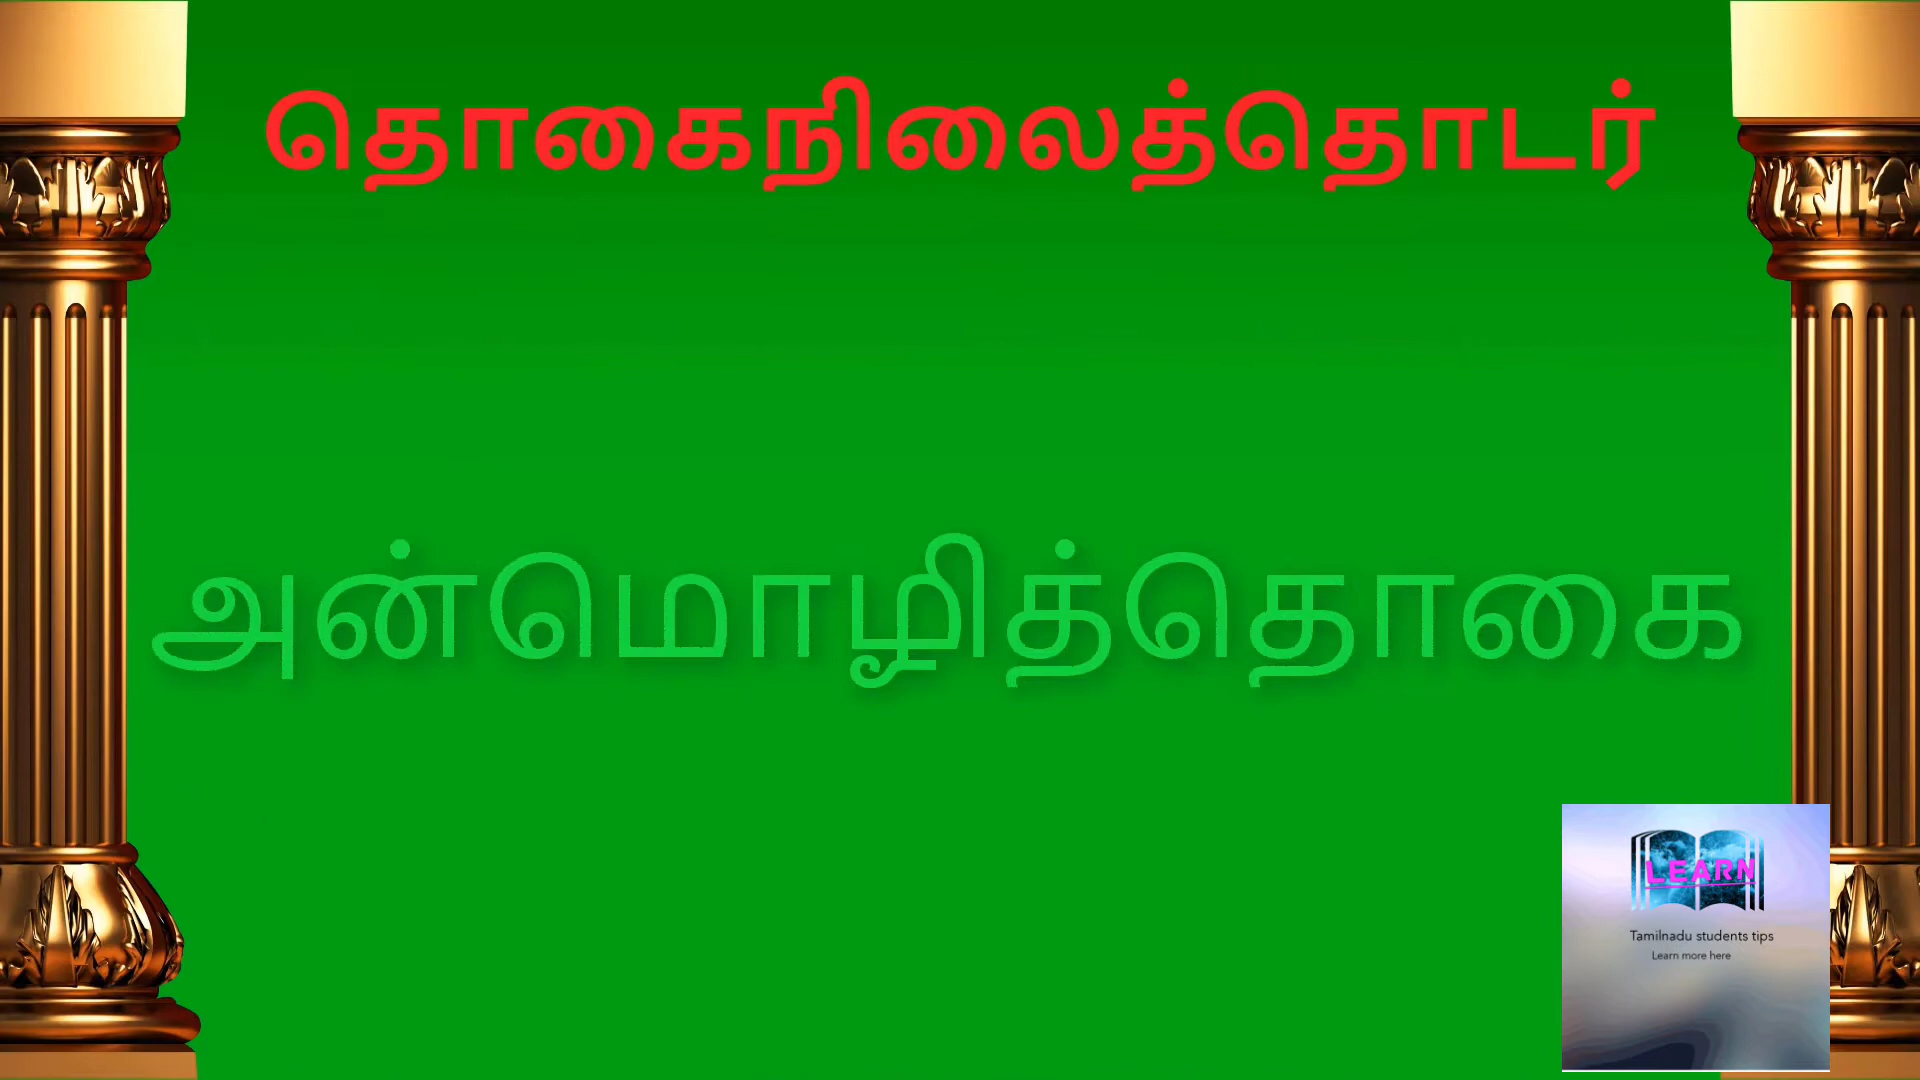 தொகைநிலைத்தொடர்
அன்மொழித்தொகை
LEARN
Tamilnadu students tips
Learn more here